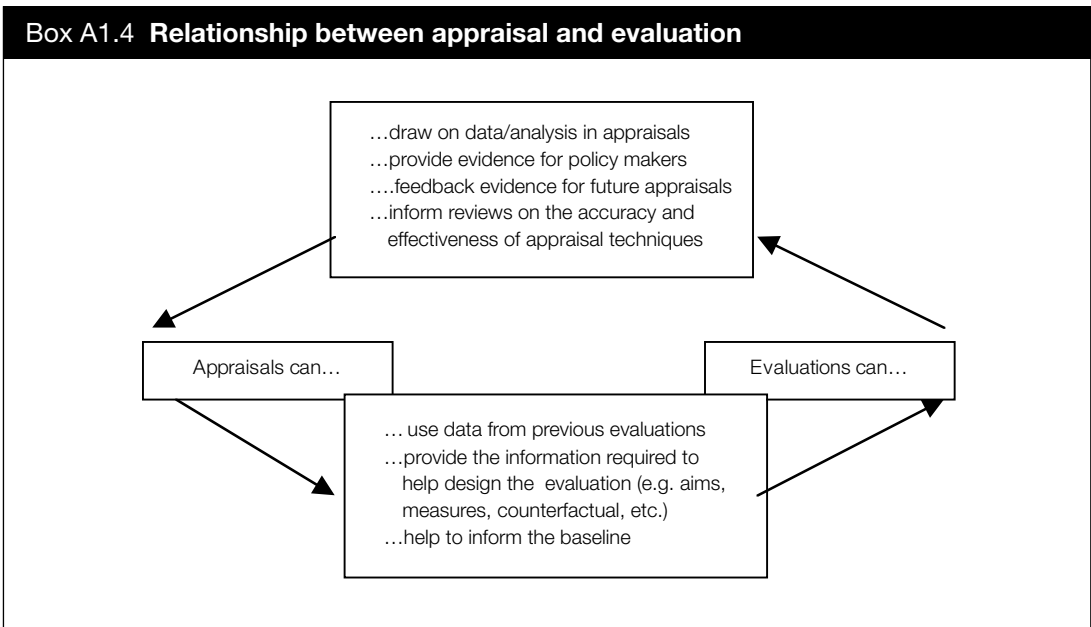 Box A1.4 Relationship between appraisal and evaluation
…draw on data/analysis in appraisals
…provide evidence for policy makers
….feedback evidence for future appraisals
…inform reviews on the accuracy and
effectiveness of appraisal techniques
Appraisals can…
Evaluations can…
… use data from previous evaluations
…provide the information required to
help design the evaluation (e.g. aims,
measures, counterfactual, etc.)
…help to inform the baseline